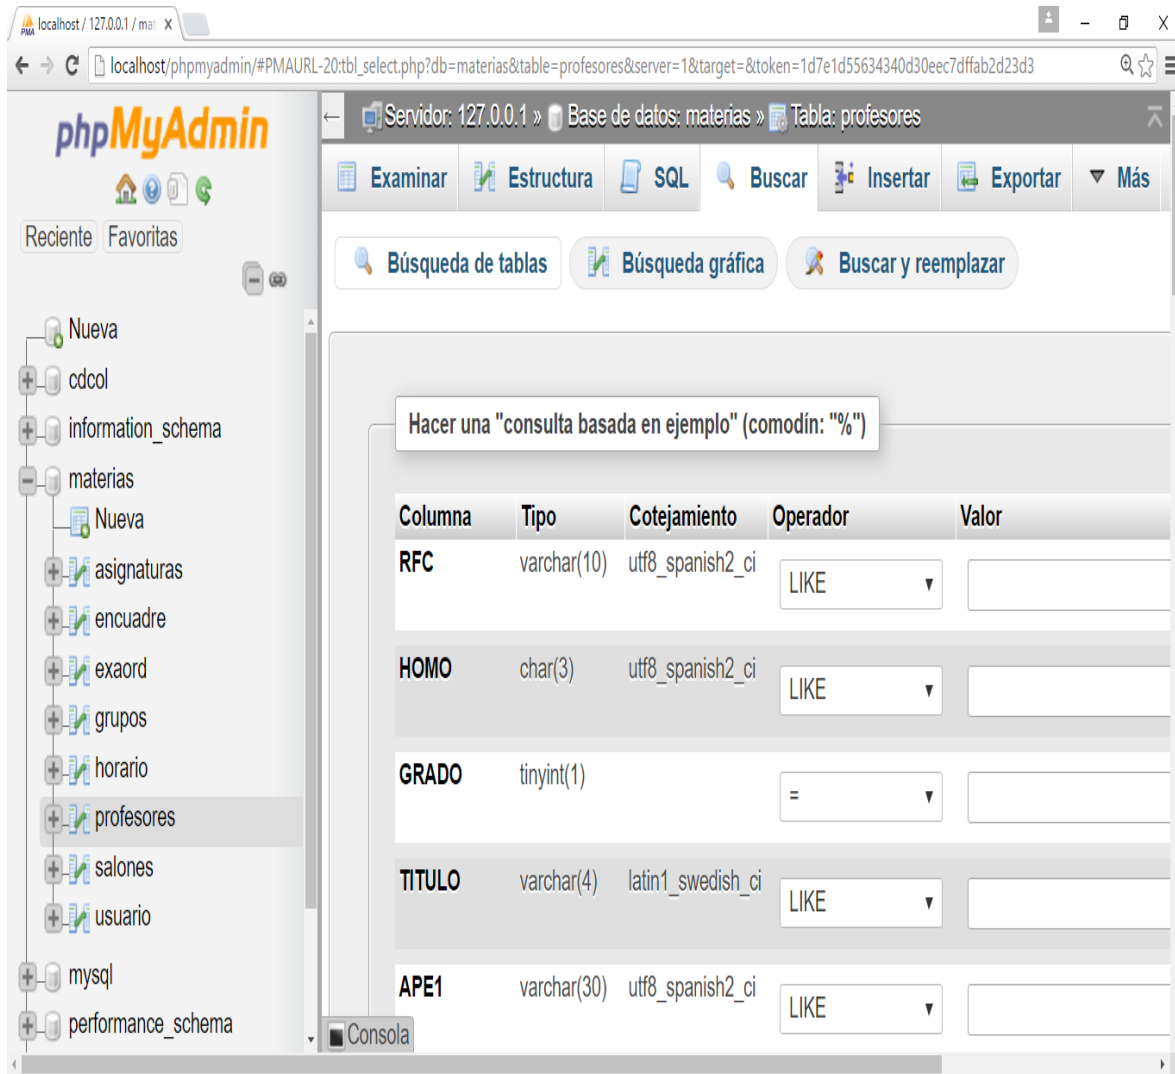 localhost / 127.0.0.1 / mat
localhost/phpmyadmin/#PMAURL-20:tbl_select.php?db=materias&table=profesores&server=1&target=&token=1d7e1d55634340d30eec7dffab2d23d3
phpMyAdmin
Reciente Favoritas
Nueva
cdcol
information_schema
materias
Nueva
asignaturas
encuadre
exaord
grupos
horario
profesores
salones
usuario
mysql
performance_schema
Servidor: 127.0.0.1 » Base de datos: materias » Tabla: profesores
Examinar Estructura SQL Buscar Insertar Exportar Más
Búsqueda de tablas Búsqueda gráfica Buscar y reemplazar
Hacer una "consulta basada en ejemplo" (comodín: "%")
Columna Tipo Cotejamiento Operador Valor
RFC varchar(10) utf8_spanish2_ci LIKE
HOMO char(3) utf8_spanish2_ci LIKE
GRADO tinyint(1) =
TITULO varchar(4) latin1_swedish_ci LIKE
APE1 varchar(30) utf8_spanish2_ci LIKE
Consola